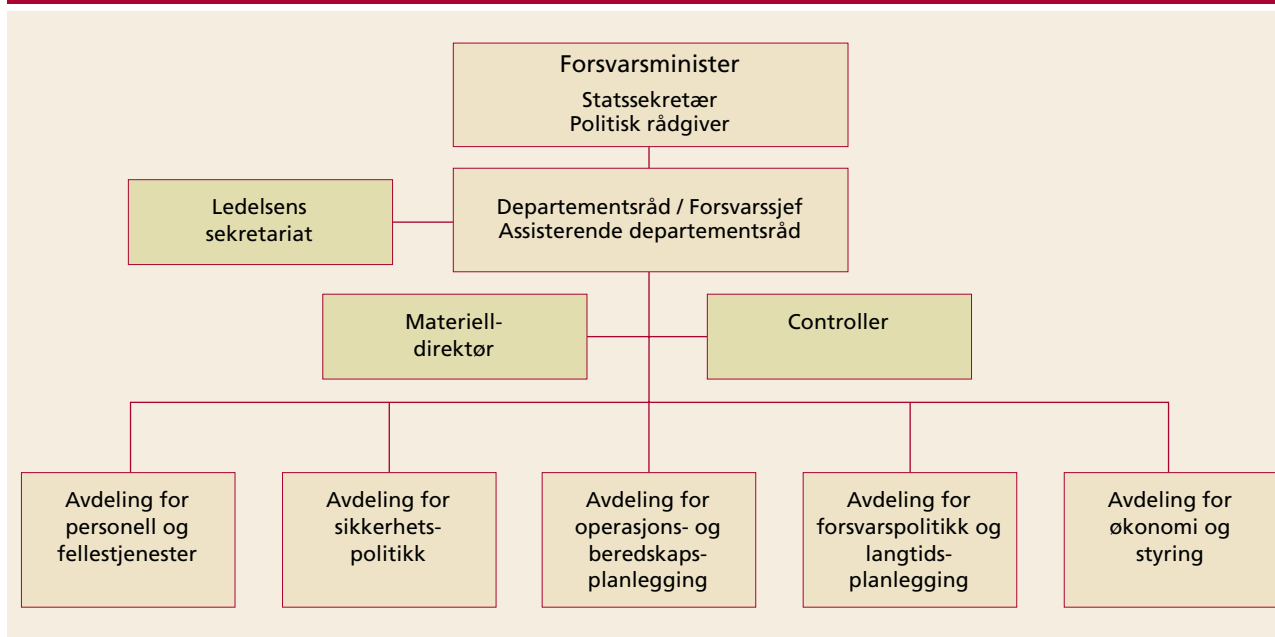 Forsvarsminister
Statssekretær
Politisk rådgiver
Ledelsens
sekretariat
Departementsråd / Forsvarssjef
Assisterende departementsråd
Materiell-
direktør
Controller
Avdeling for
personell og
fellestjenester
Avdeling for
sikkerhets-
politikk
Avdeling for
operasjons- og
beredskaps-
planlegging
Avdeling for
forsvarspolitikk og
langtids-
planlegging
Avdeling for
økonomi og
styring